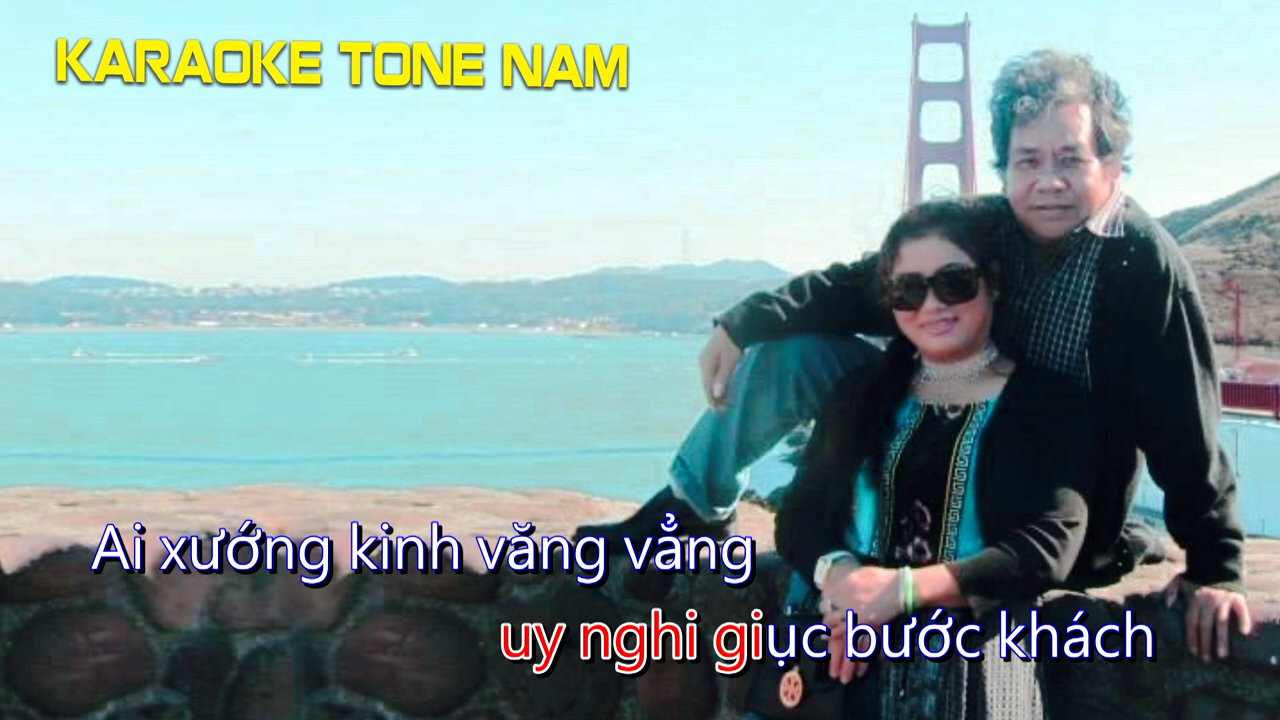 KARAOKE TONE NAM
Ai xướng kinh văng vẳng
uy nghi giục bước khách